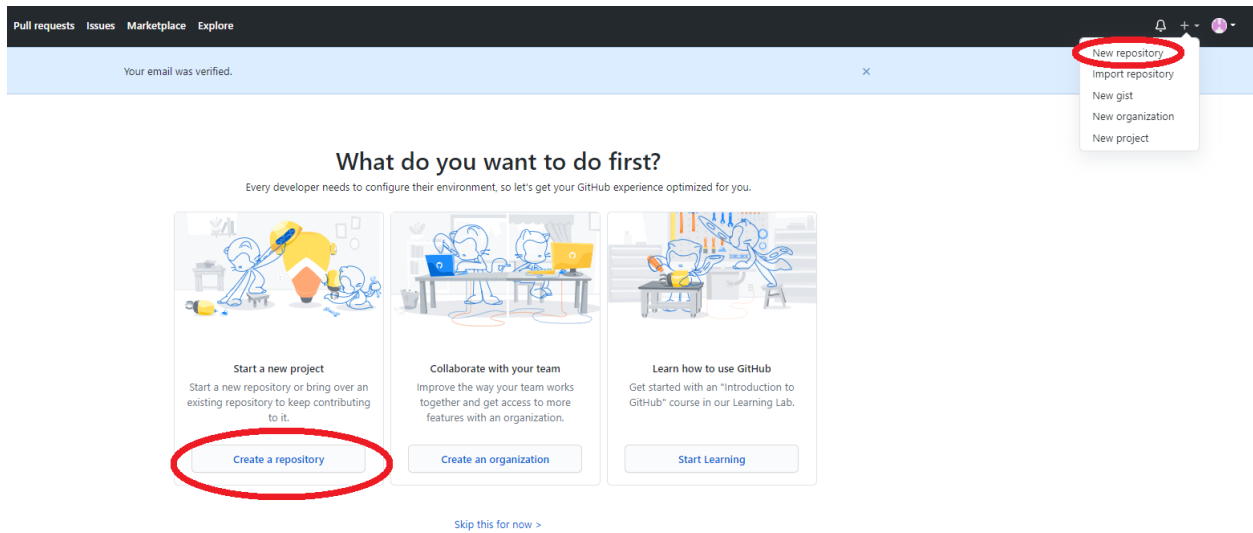 Pull requests Issues Marketplace Explore
New repository
Import repository
New gist
New organization
New project
Your email was verified.
What do you want to do first?
Every developer needs to configure their environment, so let's get your GitHub experience optimized for you.
Start a new project
Start a new repository or bring over an
existing repository to keep contributing
to it.
Create a repository
Collaborate with your team
Improve the way your team works
together and get access to more
features with an organization.
Create an organization
Learn how to use GitHub
Get started with an "Introduction to
GitHub" course in our Learning Lab.
Start Learning
Skip this for now >